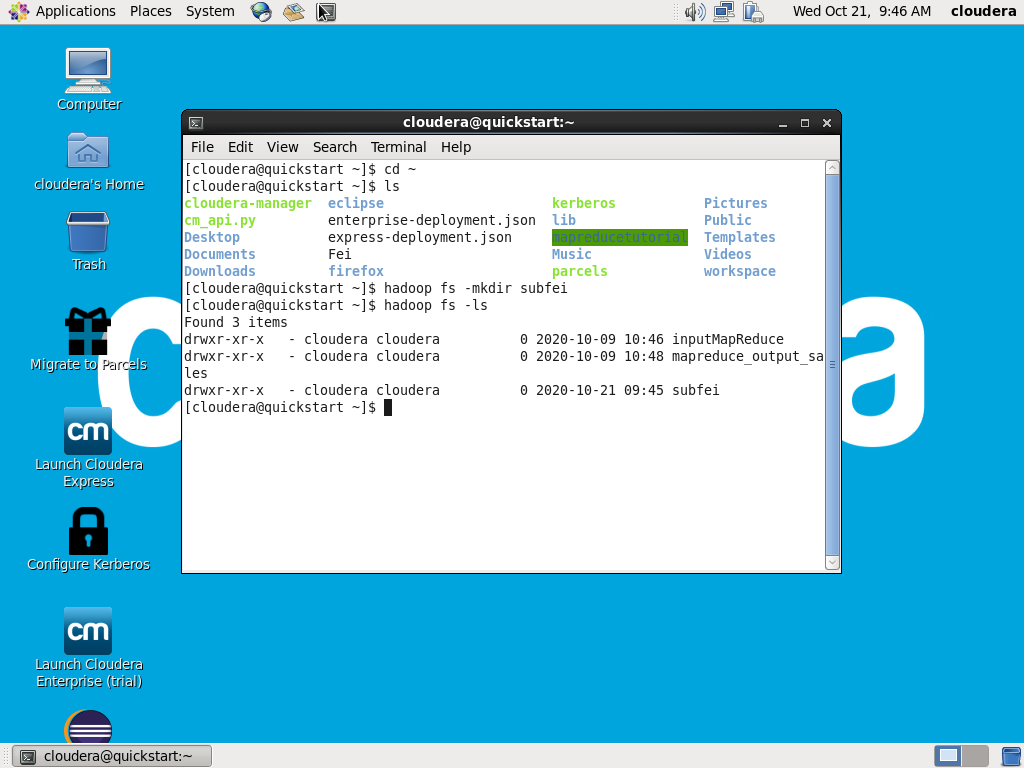 Applications Places System Wed Oct 21, 9:46 AM cloudera
Computer
cloudera's Home
Trash
Migrate to Parcels
cm
Launch Cloudera
Express
Configure Kerberos
cm
Launch Cloudera
Enterprise (trial)
cloudera@quickstart:~
File Edit View Search Terminal Help
[cloudera@quickstart ~]$ cd ~
[cloudera@quickstart ~]$ ls
cloudera-manager eclipse kerberos Pictures
cm_api.py enterprise-deployment.json lib Public
Desktop express-deployment.json mapreducetutorial Templates
Documents Fei Music Videos
Downloads firefox parcels workspace
[cloudera@quickstart ~]$ hadoop fs -mkdir subfei
[cloudera@quickstart ~]$ hadoop fs -ls
Found 3 items
drwxr-xr-x - cloudera cloudera 0 2020-10-09 10:46 inputMapReduce
drwxr-xr-x - cloudera cloudera 0 2020-10-09 10:48 mapreduce_output_sa
les
drwxr-xr-x - cloudera cloudera 0 2020-10-21 09:45 subfei
[cloudera@quickstart ~]$
cloudera@quickstart:~